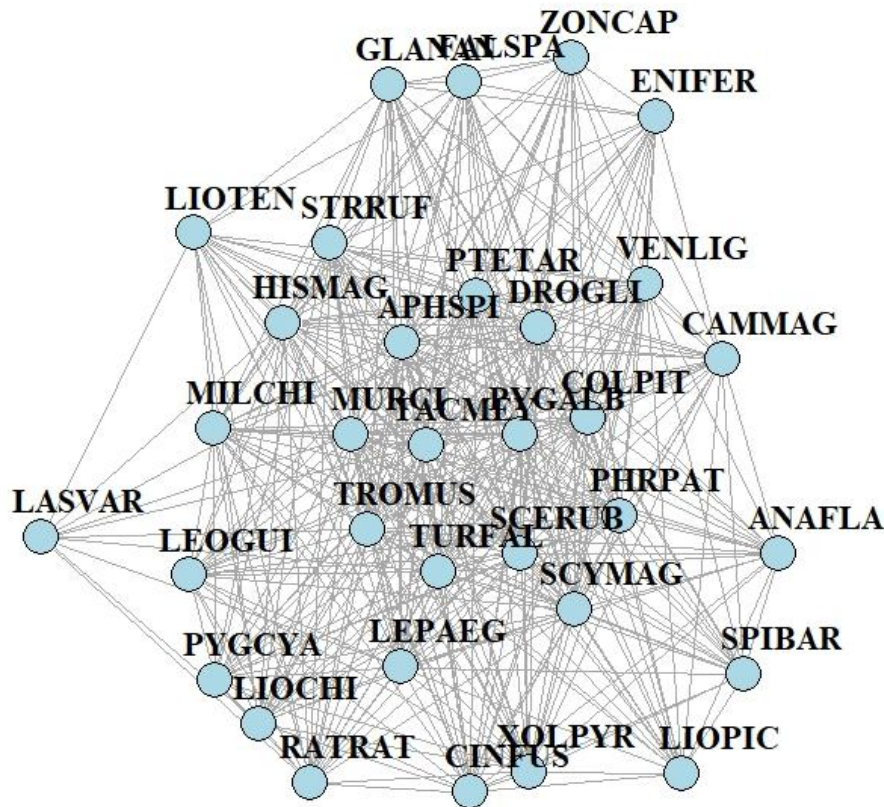 ZONCAP
GLANAN
FALSPA
ENIFER
LIOTEN
STRRUF
VENLIG
PTETAR
HISMAG
DROGLI
APHSPI
CAMMAG
MILCHI
COLPIT
PYGALB
TACMEY
PHRPAT
LASVAR
TROMUS
SCERUB
ANAFLA
LEOGUI
TURFAL
SCYMAG
LEPAEG
SPIBAR
PYGCYA
LIOCHI
XOLPYR
LIOPIC
RATRAT
CINFUS